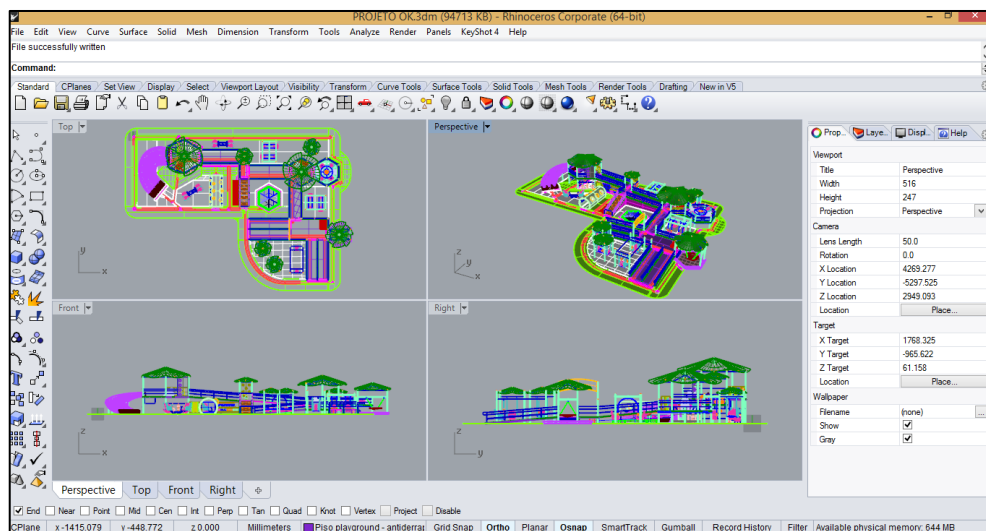 PROJETO OK.3dm (94713 KB) - Rhinoceros Corporate (64-bit)
File Edit View Curve Surface Solid Mesh Dimension Transform Tools Analyze Render Panels KeyShot 4 Help
File successfully written
Command:
Standard CPlanes Set View Display Select Viewport Layout Visibility Transform Curve Tools Surface Tools Solid Tools Mesh Tools Render Tools Drafting New in V5
Top
Perspective
Prop... Laye... Displ... Help
Viewport
Title Perspective
Width 516
Height 247
Projection Perspective
Camera
Lens Length 50.0
Rotation 0.0
X Location 4269.277
Y Location -5297.525
Z Location 2949.093
Location Place...
Target
X Target 1768.325
Y Target -965.622
Z Target 61.158
Location Place...
Wallpaper
Filename (none) ...
Show
Gray
y
x
z
y
x
Front
Right
z
x
z
y
Perspective Top Front Right
End Near Point Mid Cen Int Perp Tan Quad Knot Vertex Project Disable
CPlane x -1415.079 y -448.772 z 0.000 Millimeters Piso playground - antiderra Grid Snap Ortho Planar Osnap SmartTrack Gumball Record History Filter Available physical memory: 644 MB